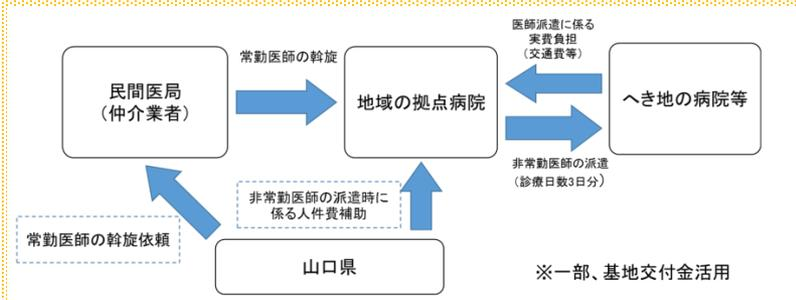 医師派遣に係る
実費負担
（交通費等）
常勤医師の斡旋
民間医局
（仲介業者）
地域の拠点病院
へき地の病院等
非常勤医師の派遣
（診療日数3日分）
非常勤医師の派遣時に
係る人件費補助
常勤医師の斡旋依頼
山口県
※一部、基地交付金活用